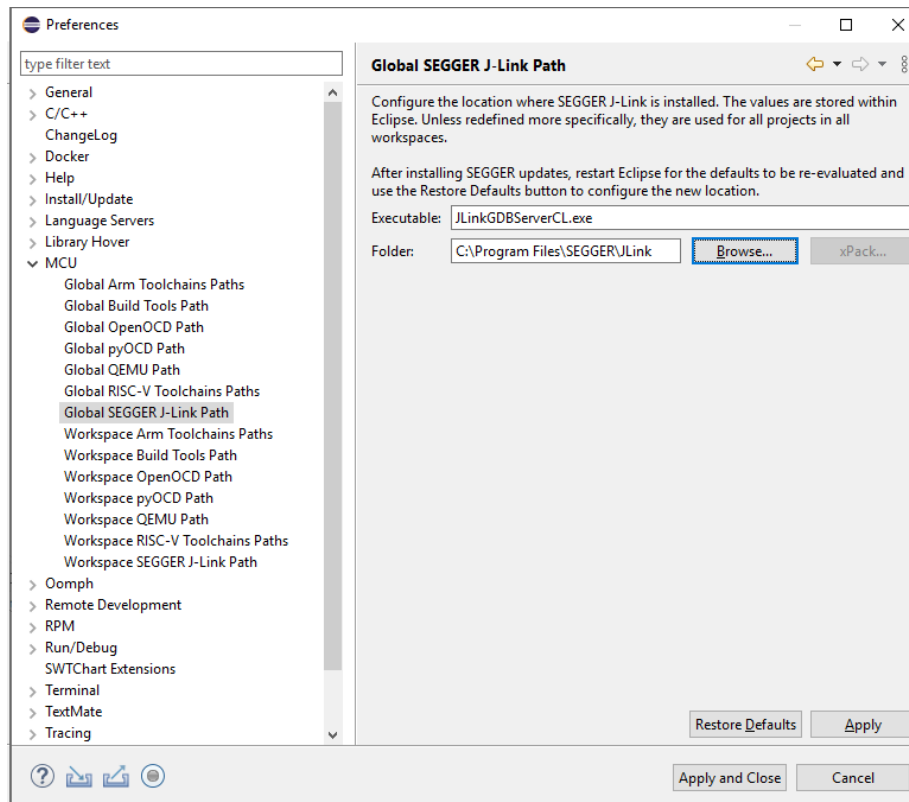 Preferences
type filter text
General
C/C++
ChangeLog
Docker
Help
Install/Update
Language Servers
Library Hover
MCU
Global Arm Toolchains Paths
Global Build Tools Path
Global OpenOCD Path
Global pyOCD Path
Global QEMU Path
Global RISC-V Toolchains Paths
Global SEGGER J-Link Path
Workspace Arm Toolchains Paths
Workspace Build Tools Path
Workspace OpenOCD Path
Workspace pyOCD Path
Workspace QEMU Path
Workspace RISC-V Toolchains Paths
Workspace SEGGER J-Link Path
Oomph
Remote Development
RPM
Run/Debug
SWTChart Extensions
Terminal
TextMate
Tracing
Global SEGGER J-Link Path
Configure the location where SEGGER J-Link is installed. The values are stored within
Eclipse. Unless redefined more specifically, they are used for all projects in all
workspaces.
After installing SEGGER updates, restart Eclipse for the defaults to be re-evaluated and
use the Restore Defaults button to configure the new location.
Executable: JLinkGDBServerCL.exe
Folder: C:\Program Files\SEGGER\JLink Browse... xPack...
Restore Defaults Apply
Apply and Close Cancel